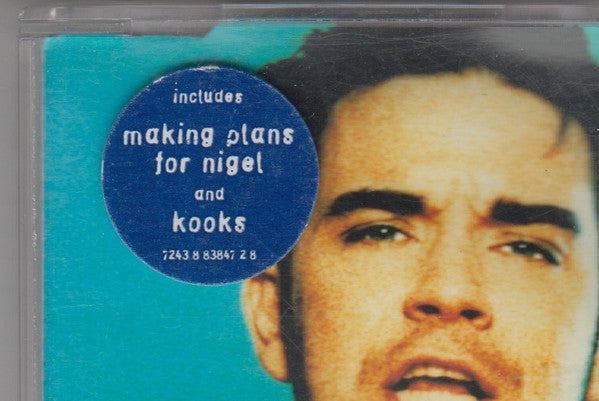 includes
making plans
for nigel
and
kooks
7243 8 83847 2 8